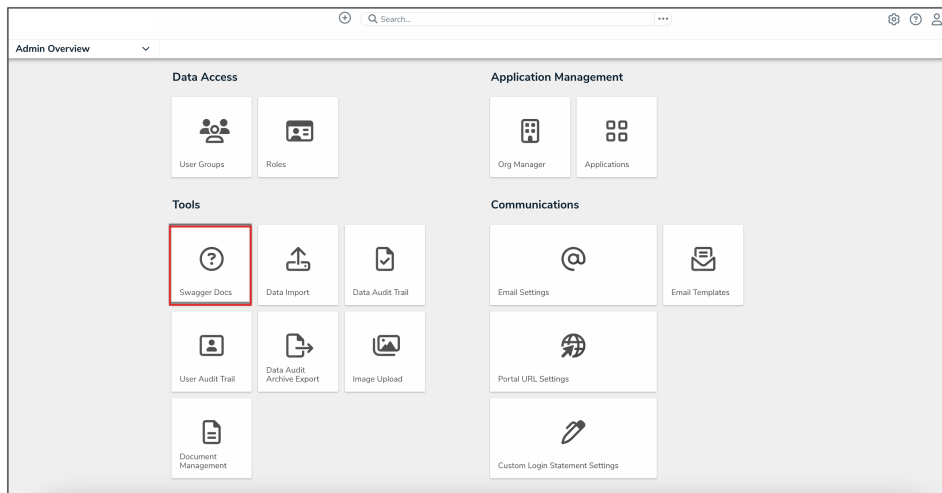 Search...
Admin Overview
Data Access
Application Management
User Groups
Roles
Org Manager
Applications
Tools
Communications
Swagger Docs
Data Import
Data Audit Trail
Email Settings
Email Templates
User Audit Trail
Data Audit
Archive Export
Image Upload
Portal URL Settings
Document
Management
Custom Login Statement Settings